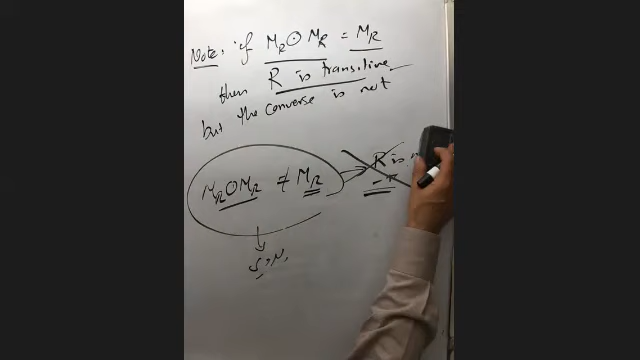 Note: if M_R ⊙ M_R = M_R
then R is transitive
but the converse is not
M_R ⊙ M_R ≠ M_R → R is